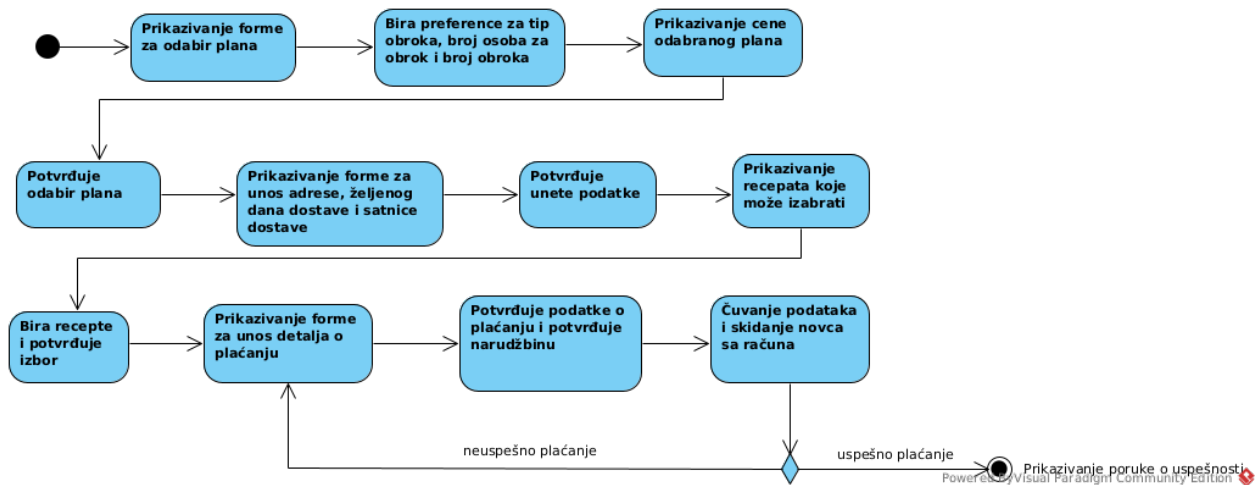 Prikazivanje forme
za odabir plana
Bira preference za tip
obroka, broj osoba za
obrok i broj obroka
Prikazivanje cene
odabranog plana
Potvrđuje
odabir plana
Prikazivanje forme za
unos adrese, željenog
dana dostave i satnice
dostave
Potvrđuje
unete podatke
Prikazivanje
recepata koje
može izabrati
Bira recepte
i potvrđuje
izbor
Prikazivanje forme
za unos detalja o
plaćanju
Potvrđuje podatke o
plaćanju i potvrđuje
narudžbinu
Čuvanje podataka
i skidanje novca
sa računa
neuspešno plaćanje
uspešno plaćanje
Prikazivanje poruke o uspešnosti
Powered By Visual Paradigm Community Edition